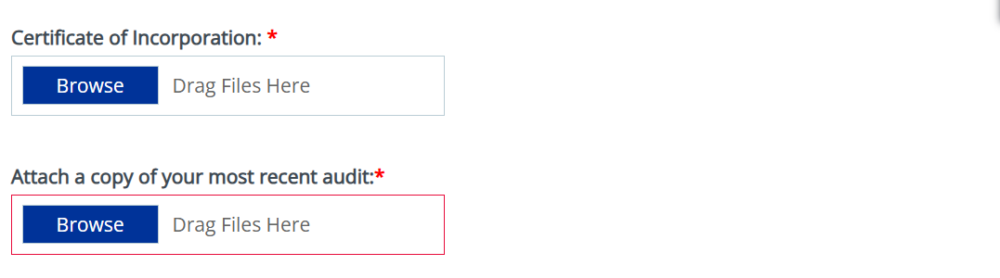 Certificate of Incorporation: *
Browse Drag Files Here
Attach a copy of your most recent audit:*
Browse Drag Files Here